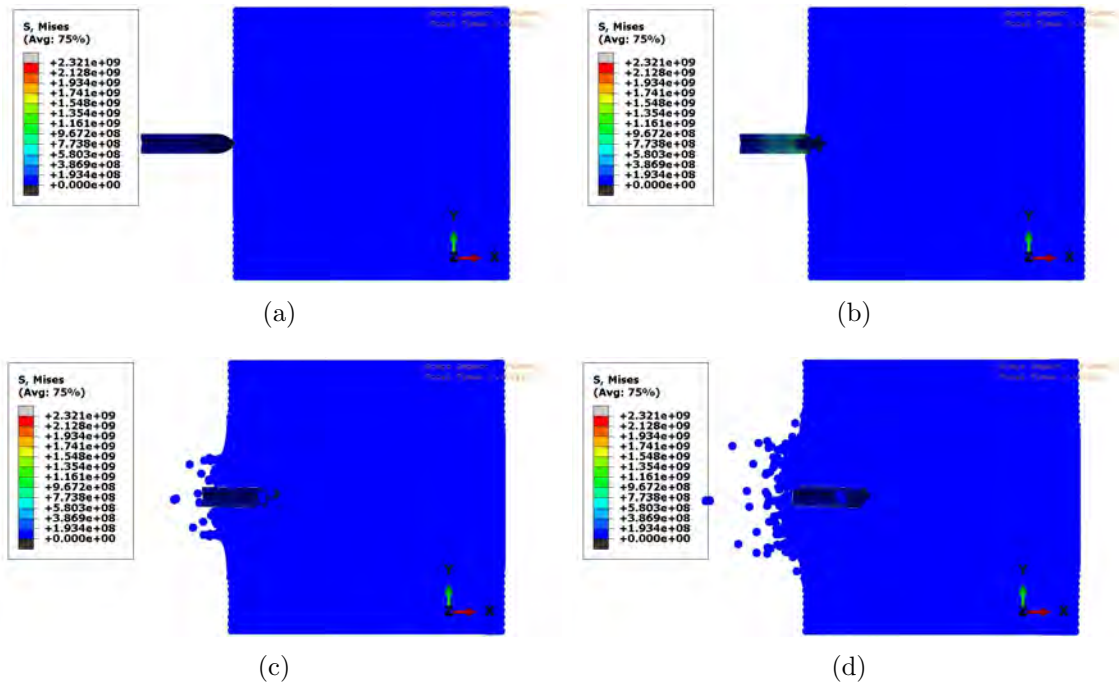 S, Mises
(Avg: 75%)
+2.321e+09
+2.128e+09
+1.934e+09
+1.741e+09
+1.548e+09
+1.354e+09
+1.161e+09
+9.672e+08
+7.738e+08
+5.803e+08
+3.869e+08
+1.934e+08
+0.000e+00
Y
Z X
(a)
S, Mises
(Avg: 75%)
+2.321e+09
+2.128e+09
+1.934e+09
+1.741e+09
+1.548e+09
+1.354e+09
+1.161e+09
+9.672e+08
+7.738e+08
+5.803e+08
+3.869e+08
+1.934e+08
+0.000e+00
Y
Z X
(b)
S, Mises
(Avg: 75%)
+2.321e+09
+2.128e+09
+1.934e+09
+1.741e+09
+1.548e+09
+1.354e+09
+1.161e+09
+9.672e+08
+7.738e+08
+5.803e+08
+3.869e+08
+1.934e+08
+0.000e+00
Y
Z X
(c)
S, Mises
(Avg: 75%)
+2.321e+09
+2.128e+09
+1.934e+09
+1.741e+09
+1.548e+09
+1.354e+09
+1.161e+09
+9.672e+08
+7.738e+08
+5.803e+08
+3.869e+08
+1.934e+08
+0.000e+00
Y
Z X
(d)